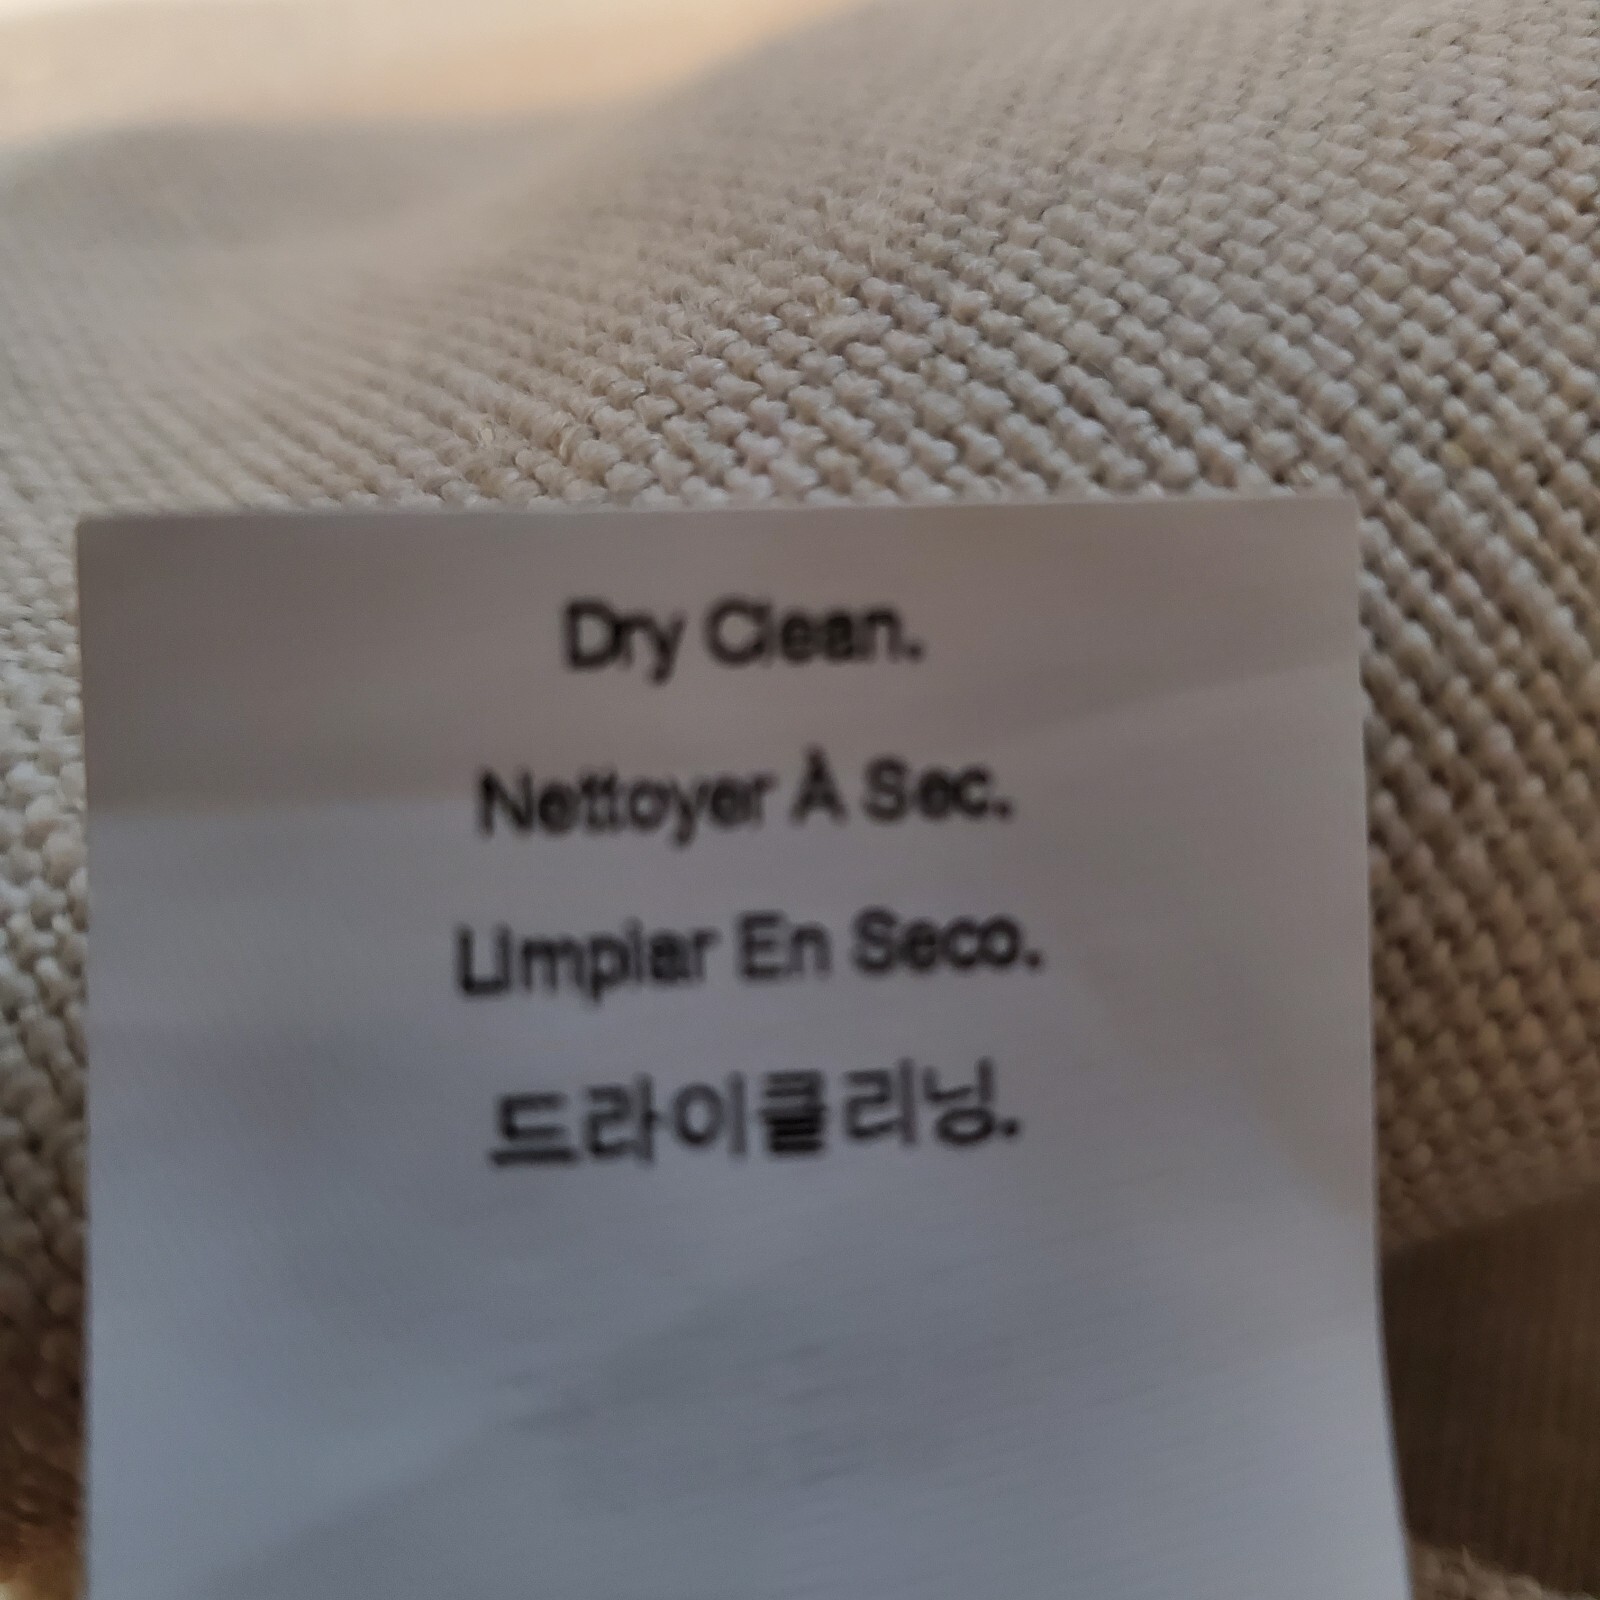 Dry Clean.
Nettoyer À Sec.
Limpiar En Seco.
드라이클리닝.